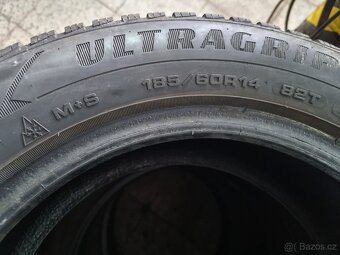 ULTRAGRIP
M+S 185/60R14 82T
Bazos.cz